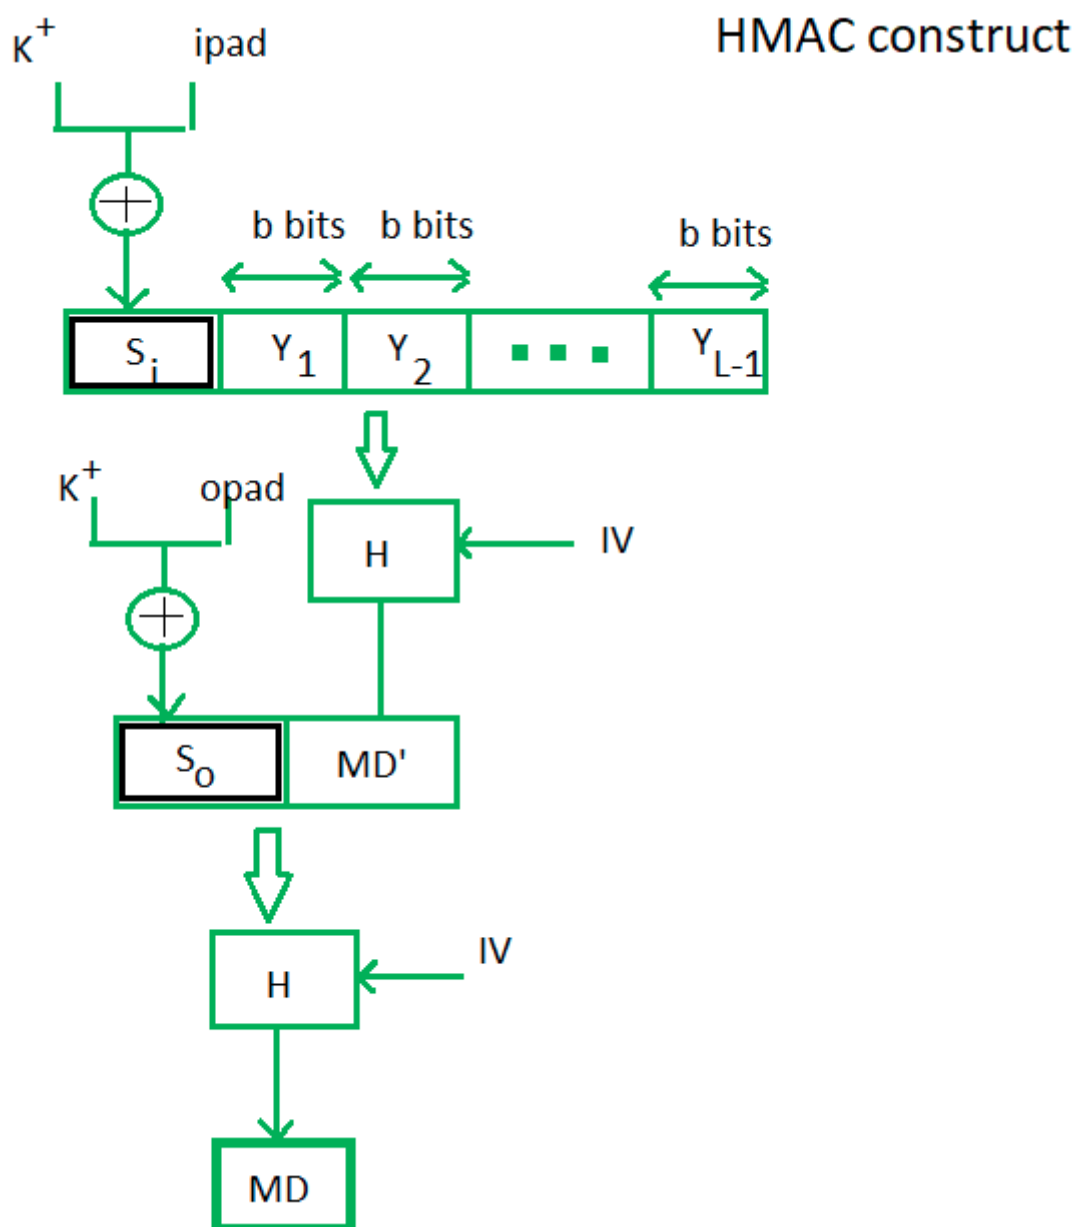 HMAC construct
K+ ipad
b bits b bits b bits
Si Y1 Y2 YL-1
K+ opad
H IV
So MD'
H IV
MD